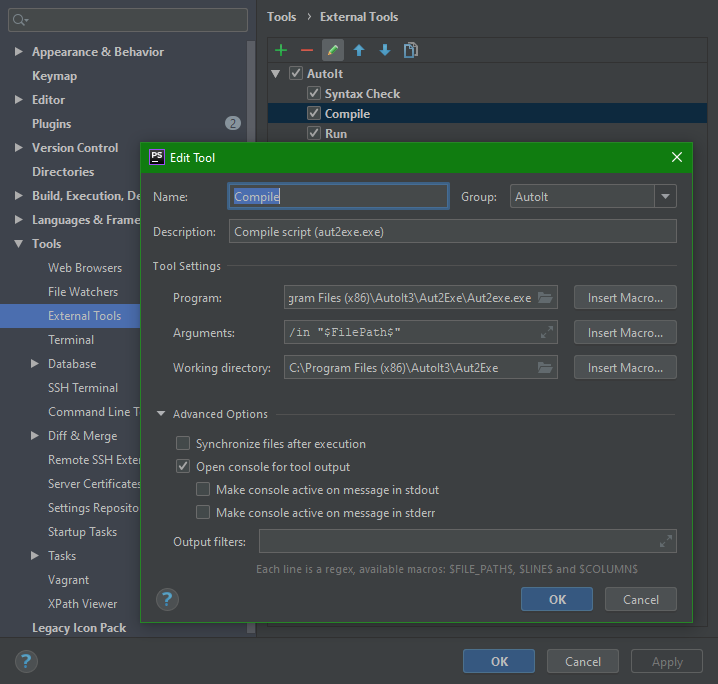 Tools › External Tools
Appearance & Behavior
Keymap
Editor
Plugins 2
Version Control
Directories
Build, Execution, De
Languages & Frame
Tools
Web Browsers
File Watchers
External Tools
Terminal
Database
SSH Terminal
Command Line T
Diff & Merge
Remote SSH Exter
Server Certificates
Settings Reposito
Startup Tasks
Tasks
Vagrant
XPath Viewer
Legacy Icon Pack
AutoIt
Syntax Check
Compile
Run
PS Edit Tool
Name: Compile Group: AutoIt
Description: Compile script (aut2exe.exe)
Tool Settings
Program: gram Files (x86)\AutoIt3\Aut2Exe\Aut2exe.exe Insert Macro...
Arguments: /in "$FilePath$" Insert Macro...
Working directory: C:\Program Files (x86)\AutoIt3\Aut2Exe Insert Macro...
Advanced Options
Synchronize files after execution
Open console for tool output
Make console active on message in stdout
Make console active on message in stderr
Output filters:
Each line is a regex, available macros: $FILE_PATH$, $LINE$ and $COLUMN$
? OK Cancel
? OK Cancel Apply